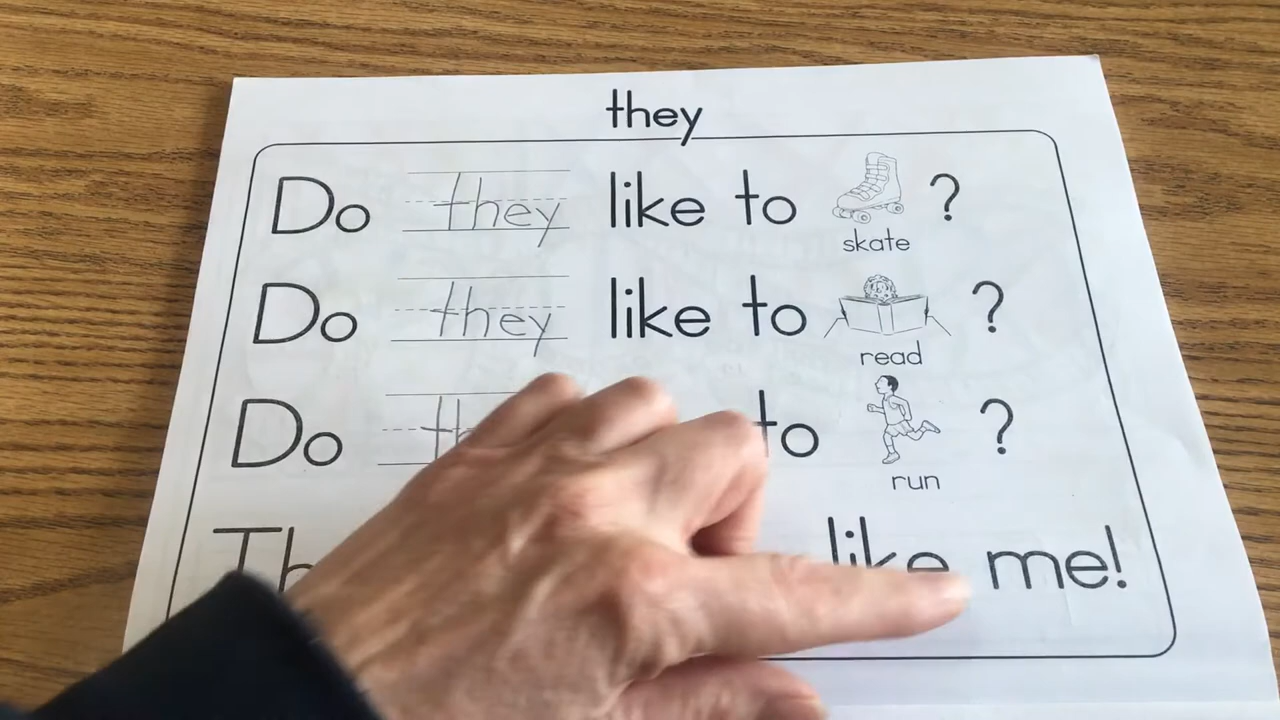 they
Do they like to ?
skate
Do they like to ?
read
Do to ?
run
like me!